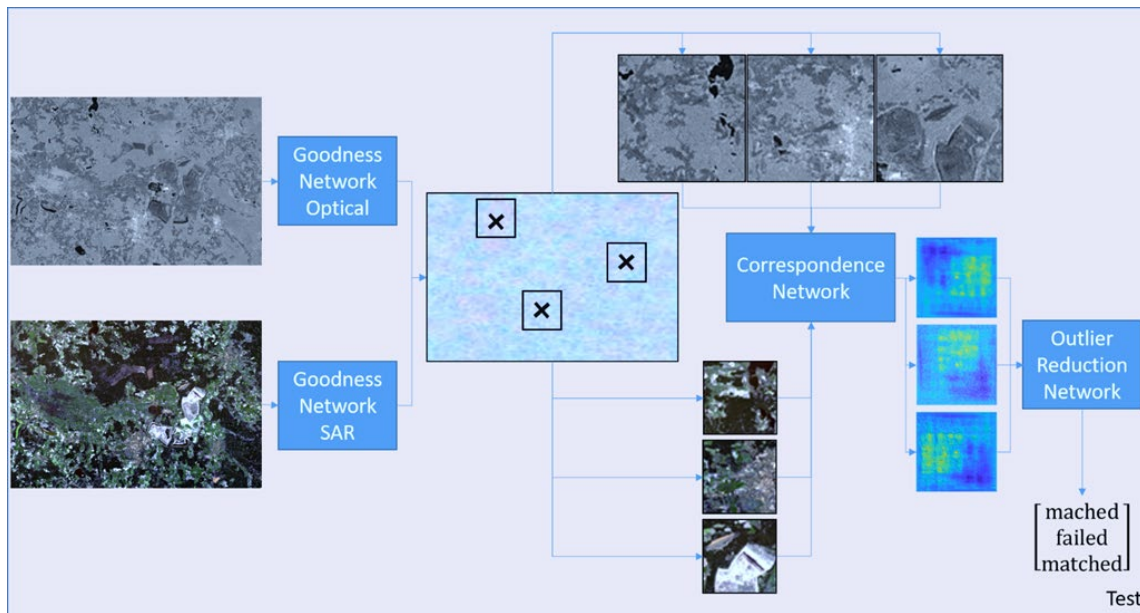 Goodness
Network
Optical
Goodness
Network
SAR
Correspondence
Network
Outlier
Reduction
Network
mached
failed
matched
Test